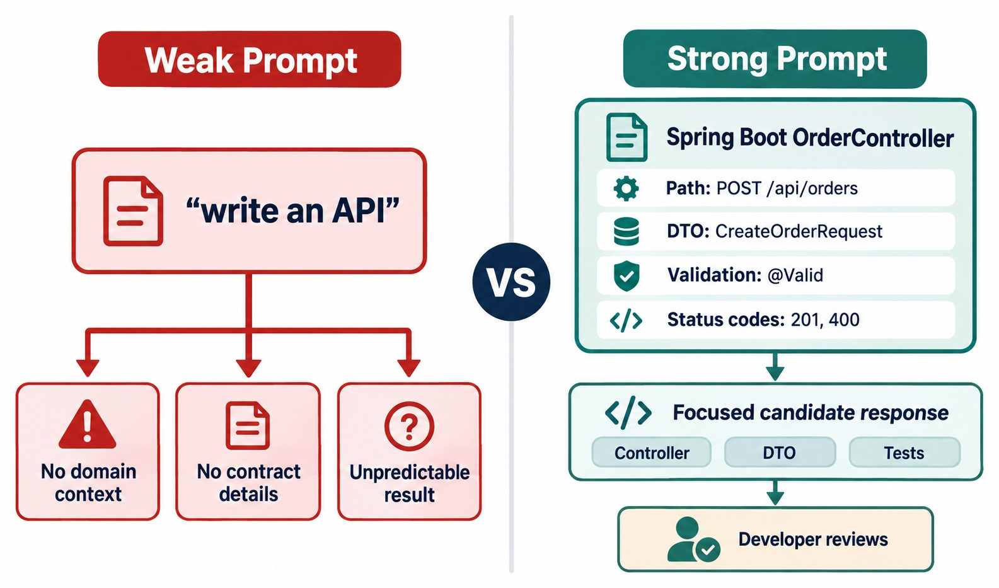 Weak Prompt
“write an API”
No domain
context
No contract
details
Unpredictable
result
VS
Strong Prompt
Spring Boot OrderController
Path: POST /api/orders
DTO: CreateOrderRequest
Validation: @Valid
Status codes: 201, 400
Focused candidate response
Controller
DTO
Tests
Developer reviews